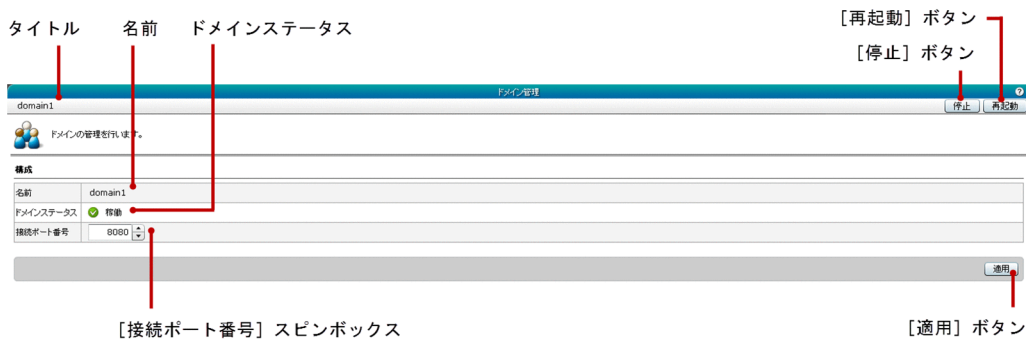 [再起動] ボタン
タイトル 名前 ドメインステータス
[停止] ボタン
ドメイン管理 ?
domain1 停止 再起動
ドメインの管理を行います。
構成
名前 domain1
ドメインステータス 稼働
接続ポート番号 8080
適用
[接続ポート番号] スピンボックス [適用] ボタン